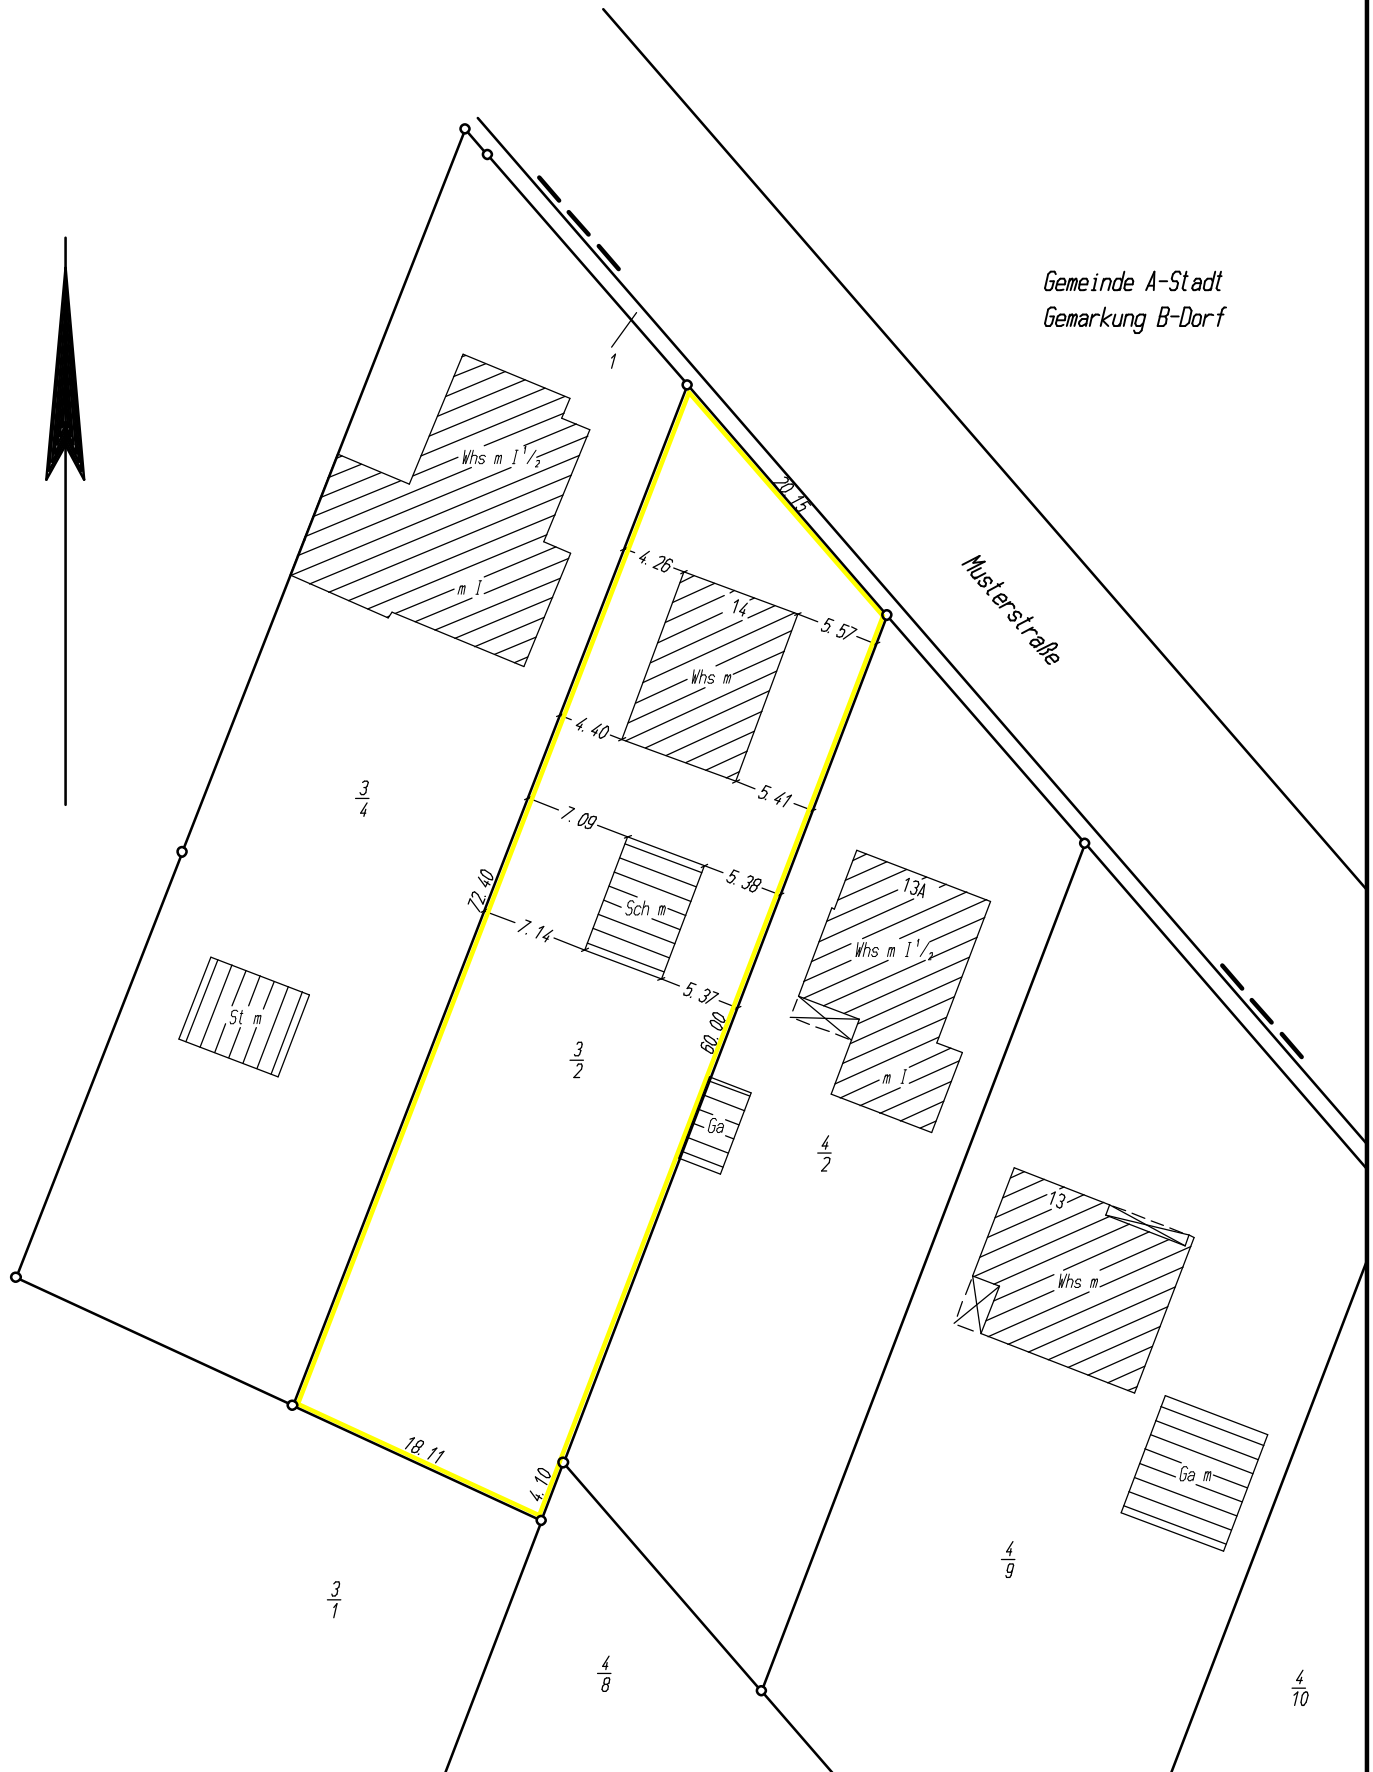 Gemeinde A-Stadt
Gemarkung B-Dorf
1
Whs m I 1/2
20.15
4.26
Musterstraße
m I
14
5.57
Whs m
4.40
3/4
5.41
7.09
72.40
5.38
13A
Sch m
7.14
Whs m I 1/2
5.37
St m
60.00
3/2
m I
Ga
4/2
13
Whs m
18.11
4.10
Ga m
4/9
3/1
4/8
4/10